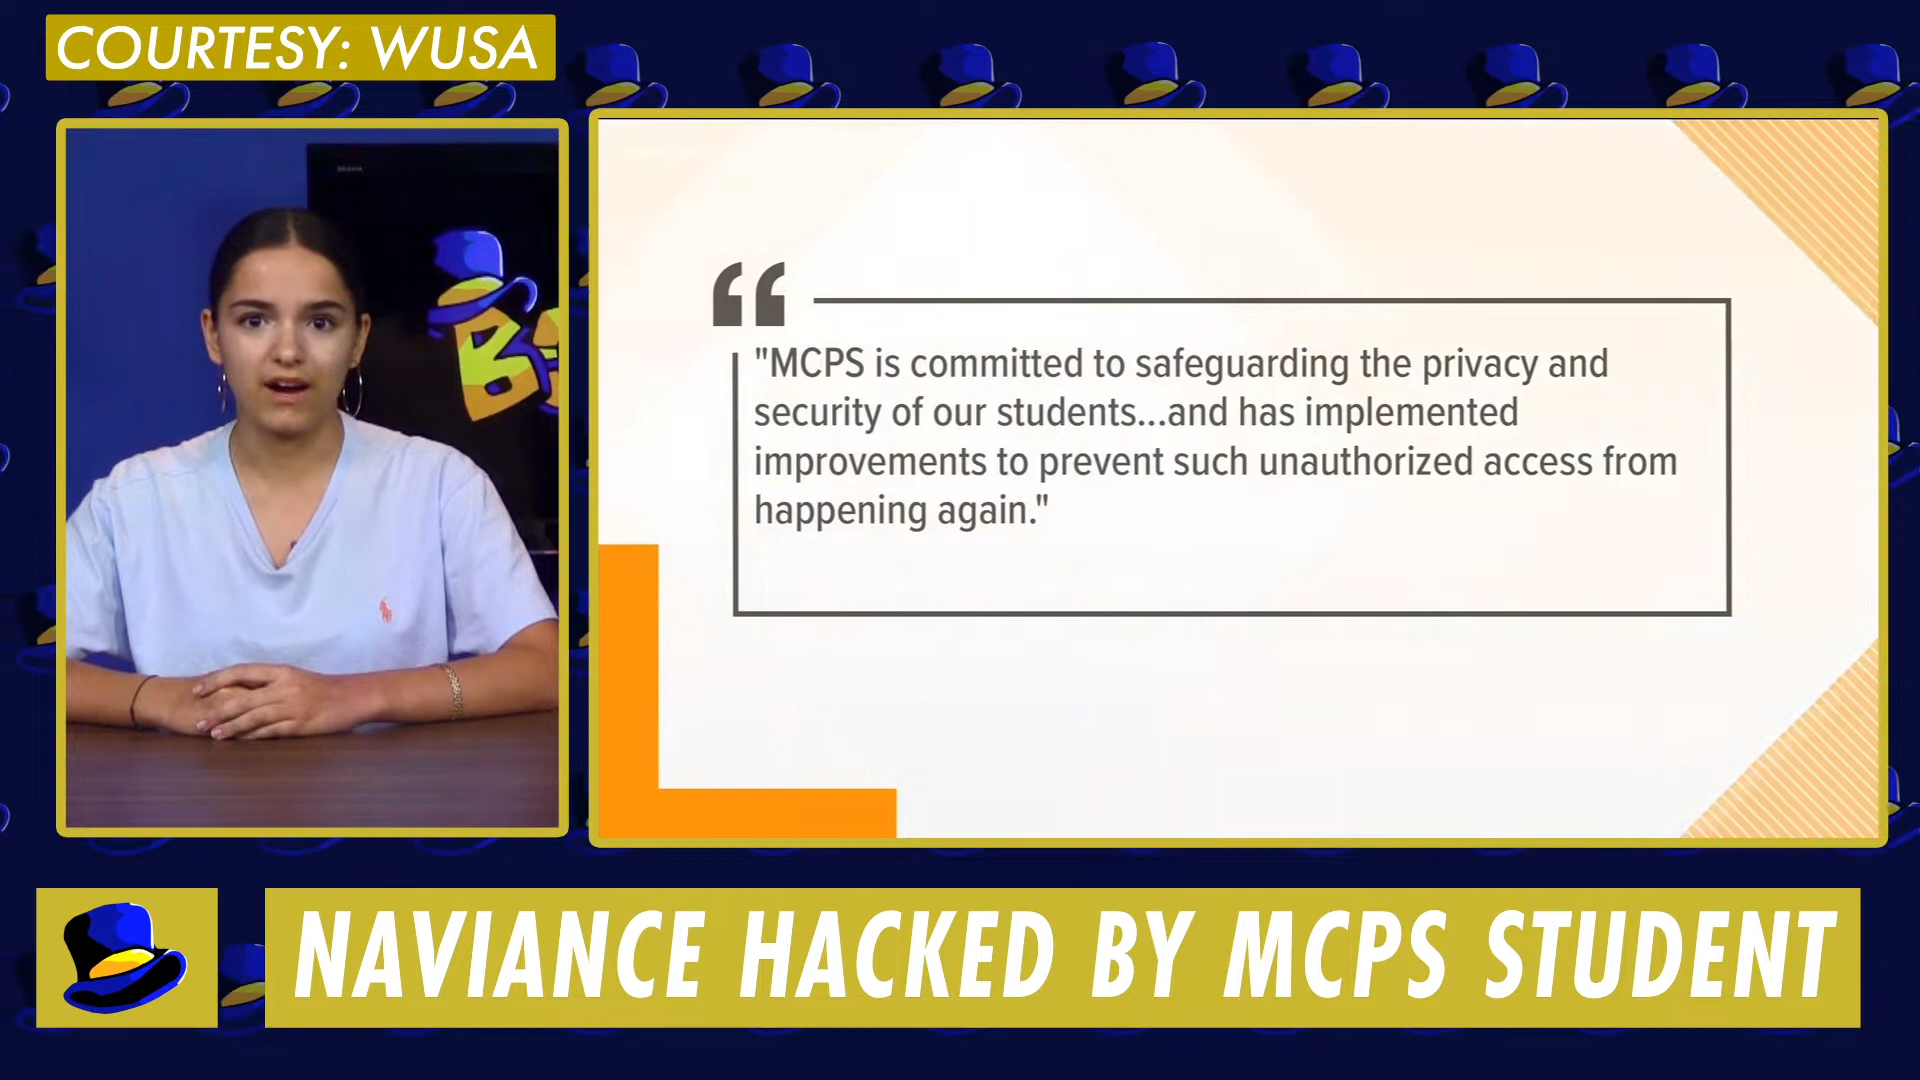 COURTESY: WUSA
"MCPS is committed to safeguarding the privacy and
security of our students...and has implemented
improvements to prevent such unauthorized access from
happening again."
NAVIANCE HACKED BY MCPS STUDENT